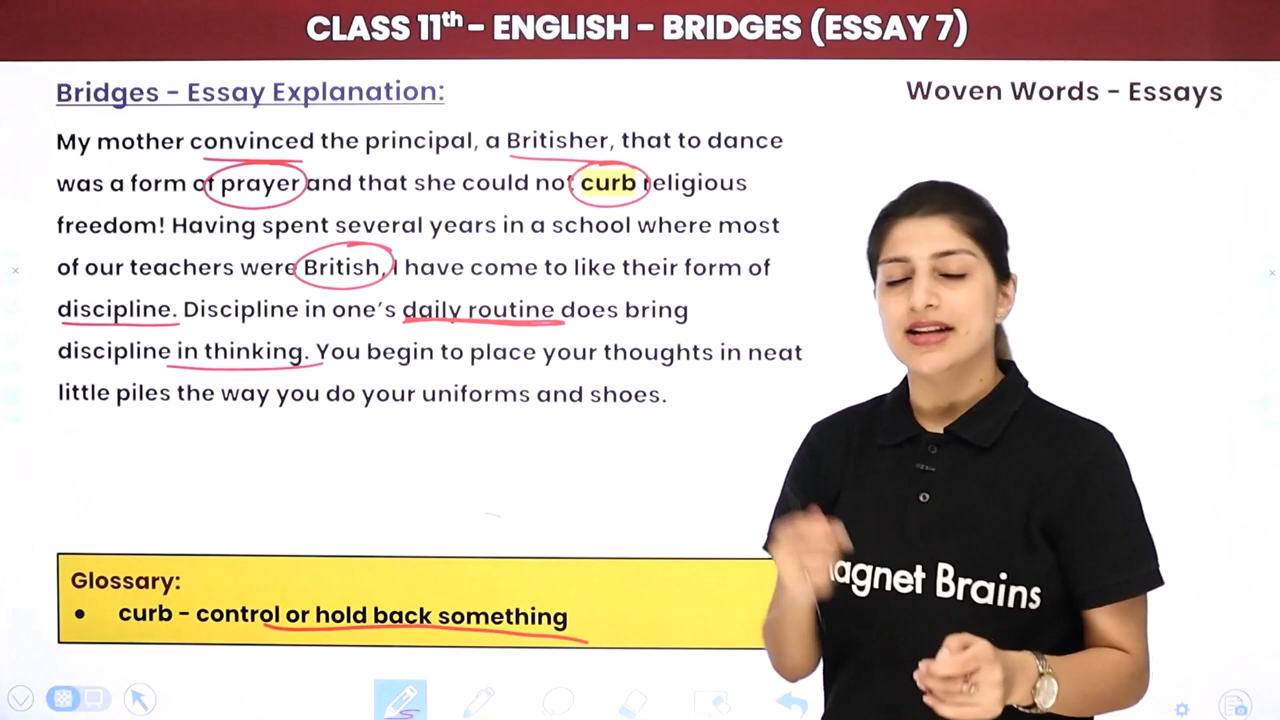 CLASS 11th - ENGLISH - BRIDGES (ESSAY 7)
Bridges - Essay Explanation:
Woven Words - Essays
My mother convinced the principal, a Britisher, that to dance
was a form of prayer and that she could not curb religious
freedom! Having spent several years in a school where most
of our teachers were British, I have come to like their form of
discipline. Discipline in one's daily routine does bring
discipline in thinking. You begin to place your thoughts in neat
little piles the way you do your uniforms and shoes.
Glossary:
• curb - control or hold back something
agnet Brains